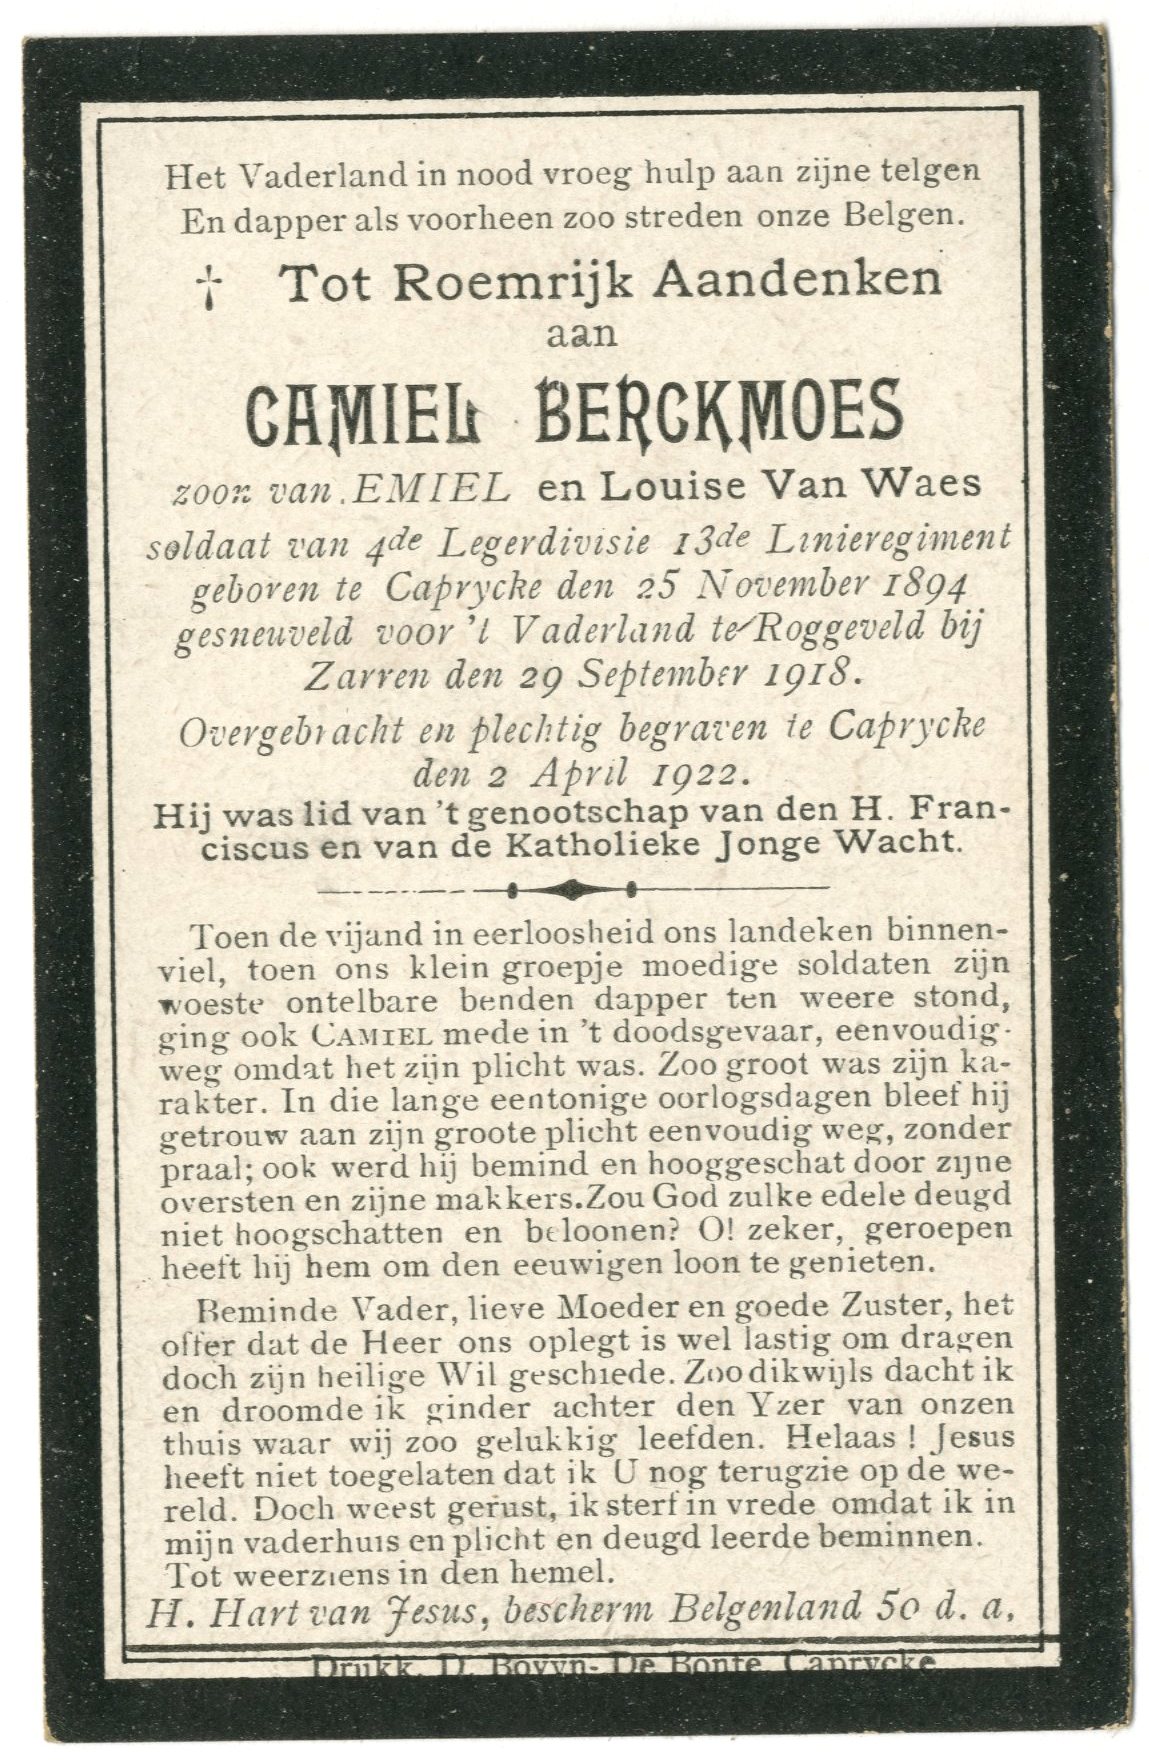 Het Vaderland in nood vroeg hulp aan zijne telgen
En dapper als voorheen zoo streden onze Belgen.
† Tot Roemrijk Aandenken
aan
CAMIEL BERCKMOES
zoon van EMIEL en Louise Van Waes
soldaat van 4de Legerdivisie 13de Linieregiment
geboren te Caprycke den 25 November 1894
gesneuveld voor 't Vaderland te Roggeveld bij
Zarren den 29 September 1918.
Overgebracht en plechtig begraven te Caprycke
den 2 April 1922.
Hij was lid van 't genootschap van den H. Fran-
ciscus en van de Katholieke Jonge Wacht.
Toen de vijand in eerloosheid ons landeken binnen-
viel, toen ons klein groepje moedige soldaten zijn
woeste ontelbare benden dapper ten weere stond,
ging ook CAMIEL mede in 't doodsgevaar, eenvoudig-
weg omdat het zijn plicht was. Zoo groot was zijn ka-
rakter. In die lange eentonige oorlogsdagen bleef hij
getrouw aan zijn groote plicht eenvoudig weg, zonder
praal; ook werd hij bemind en hooggeschat door zijne
oversten en zijne makkers. Zou God zulke edele deugd
niet hoogschatten en beloonen? O! zeker, geroepen
heeft hij hem om den eeuwigen loon te genieten.
Beminde Vader, lieve Moeder en goede Zuster, het
offer dat de Heer ons oplegt is wel lastig om dragen
doch zijn heilige Wil geschiede. Zoo dikwijls dacht ik
en droomde ik ginder achter den Yzer van onzen
thuis waar wij zoo gelukkig leefden. Helaas ! Jesus
heeft niet toegelaten dat ik U nog terugzie op de we-
reld. Doch weest gerust, ik sterf in vrede omdat ik in
mijn vaderhuis en plicht en deugd leerde beminnen.
Tot weerziens in den hemel.
H. Hart van Jesus, bescherm Belgenland 50 d. a.
Drukk. D. Bovyn-De Bonte, Caprycke